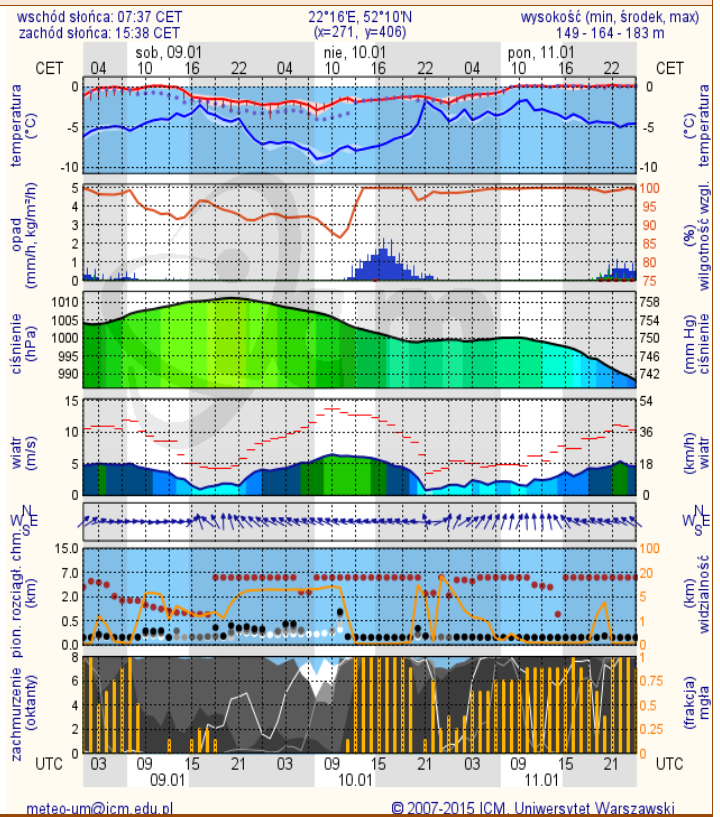 wschód słońca: 07:37 CET 22°16'E, 52°10'N wysokość (min, środek, max)
zachód słońca: 15:38 CET (x=271, y=406) 149 - 164 - 183 m
sob, 09.01 nie, 10.01 pon, 11.01
CET 04 10 16 22 04 10 16 22 04 10 16 22 CET
temperatura (°C) 0 -5 -10 0 -5 -10 (°C) temperatura
opad (mm/h, kg/m²/h) 5 4 3 2 1 0 100 95 90 85 80 75 (%) wilgotność wzgl.
ciśnienie (hPa) 1010 1005 1000 995 990 758 754 750 746 742 (mm Hg) ciśnienie
wiatr (m/s) 15 10 5 0 54 36 18 0 (km/h) wiatr
N W E S N W E S
pion. rozciągł. chm. (km) 15.0 7.0 2.0 0.5 0.0 100 20 5 1 0 (km) widzialność
zachmurzenie (oktanty) 8 6 4 2 0 1 0.75 0.5 0.25 0 (frakcja) mgła
UTC 03 09 15 21 03 09 15 21 03 09 15 21 UTC
09.01 10.01 11.01
meteo-um@icm.edu.pl © 2007-2015 ICM, Uniwersytet Warszawski